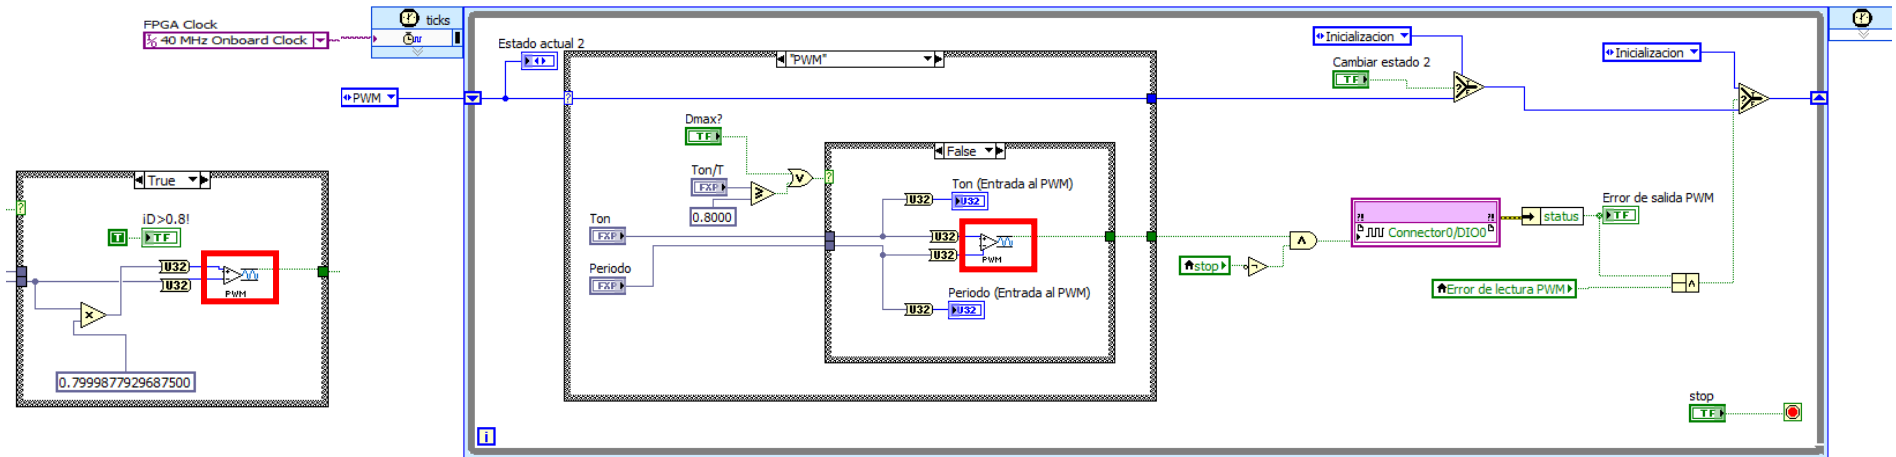 FPGA Clock
40 MHz Onboard Clock
ticks
PWM
Estado actual 2
"PWM"
Dmax?
TF
Ton/T
FXP
0.8000
Ton
FXP
Periodo
FXP
False
Ton (Entrada al PWM)
U32
U32
U32
U32
PWM
Periodo (Entrada al PWM)
U32
U32
stop
Inicializacion
Cambiar estado 2
TF
Inicializacion
Connector0/DIO0
status
Error de salida PWM
TF
Error de lectura PWM
stop
TF
i
True
iD>0.8!
T
TF
U32
U32
PWM
0.7999877929687500